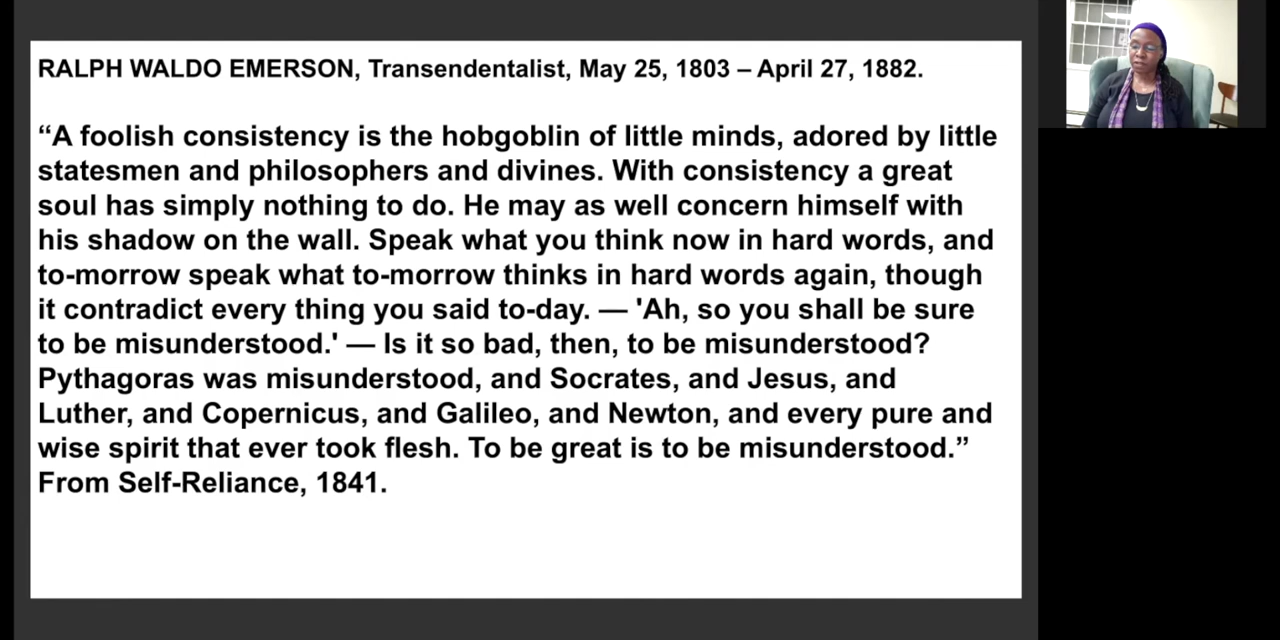 RALPH WALDO EMERSON, Transendentalist, May 25, 1803 – April 27, 1882.
“A foolish consistency is the hobgoblin of little minds, adored by little
statesmen and philosophers and divines. With consistency a great
soul has simply nothing to do. He may as well concern himself with
his shadow on the wall. Speak what you think now in hard words, and
to-morrow speak what to-morrow thinks in hard words again, though
it contradict every thing you said to-day. — 'Ah, so you shall be sure
to be misunderstood.' — Is it so bad, then, to be misunderstood?
Pythagoras was misunderstood, and Socrates, and Jesus, and
Luther, and Copernicus, and Galileo, and Newton, and every pure and
wise spirit that ever took flesh. To be great is to be misunderstood.”
From Self-Reliance, 1841.